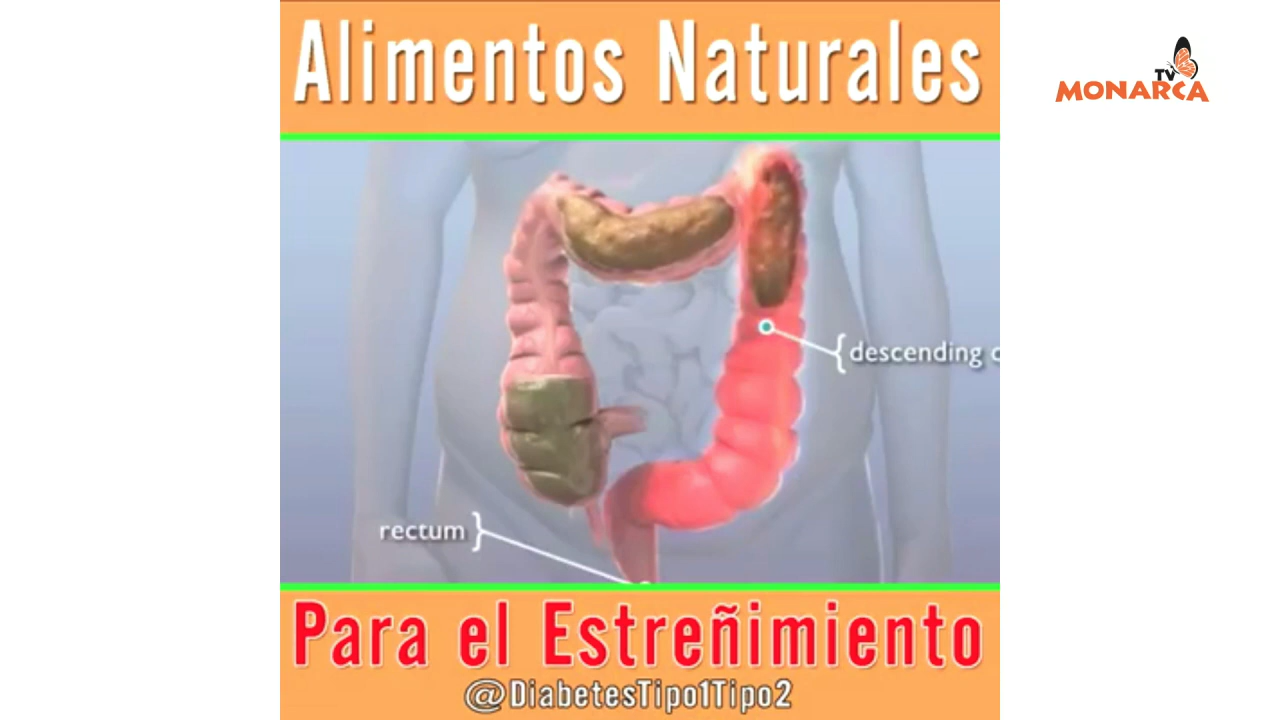 Alimentos Naturales
TV
MONARCA
descending
rectum
Para el Estreñimiento
@DiabetesTipo1Tipo2